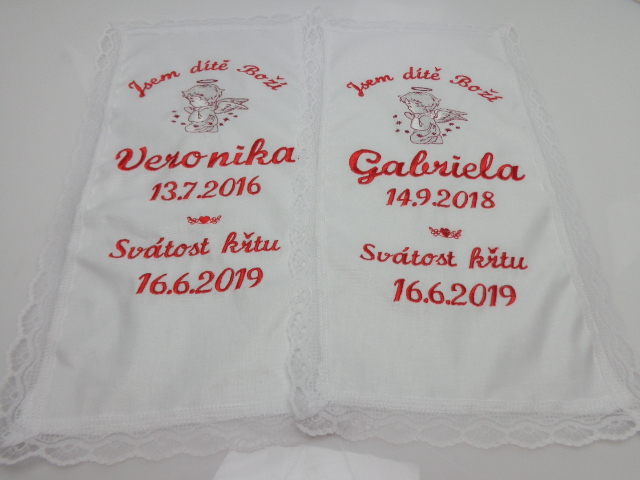 Jsem dítě Boží
Veronika
13.7.2016
Svátost křtu
16.6.2019
Jsem dítě Boží
Gabriela
14.9.2018
Svátost křtu
16.6.2019